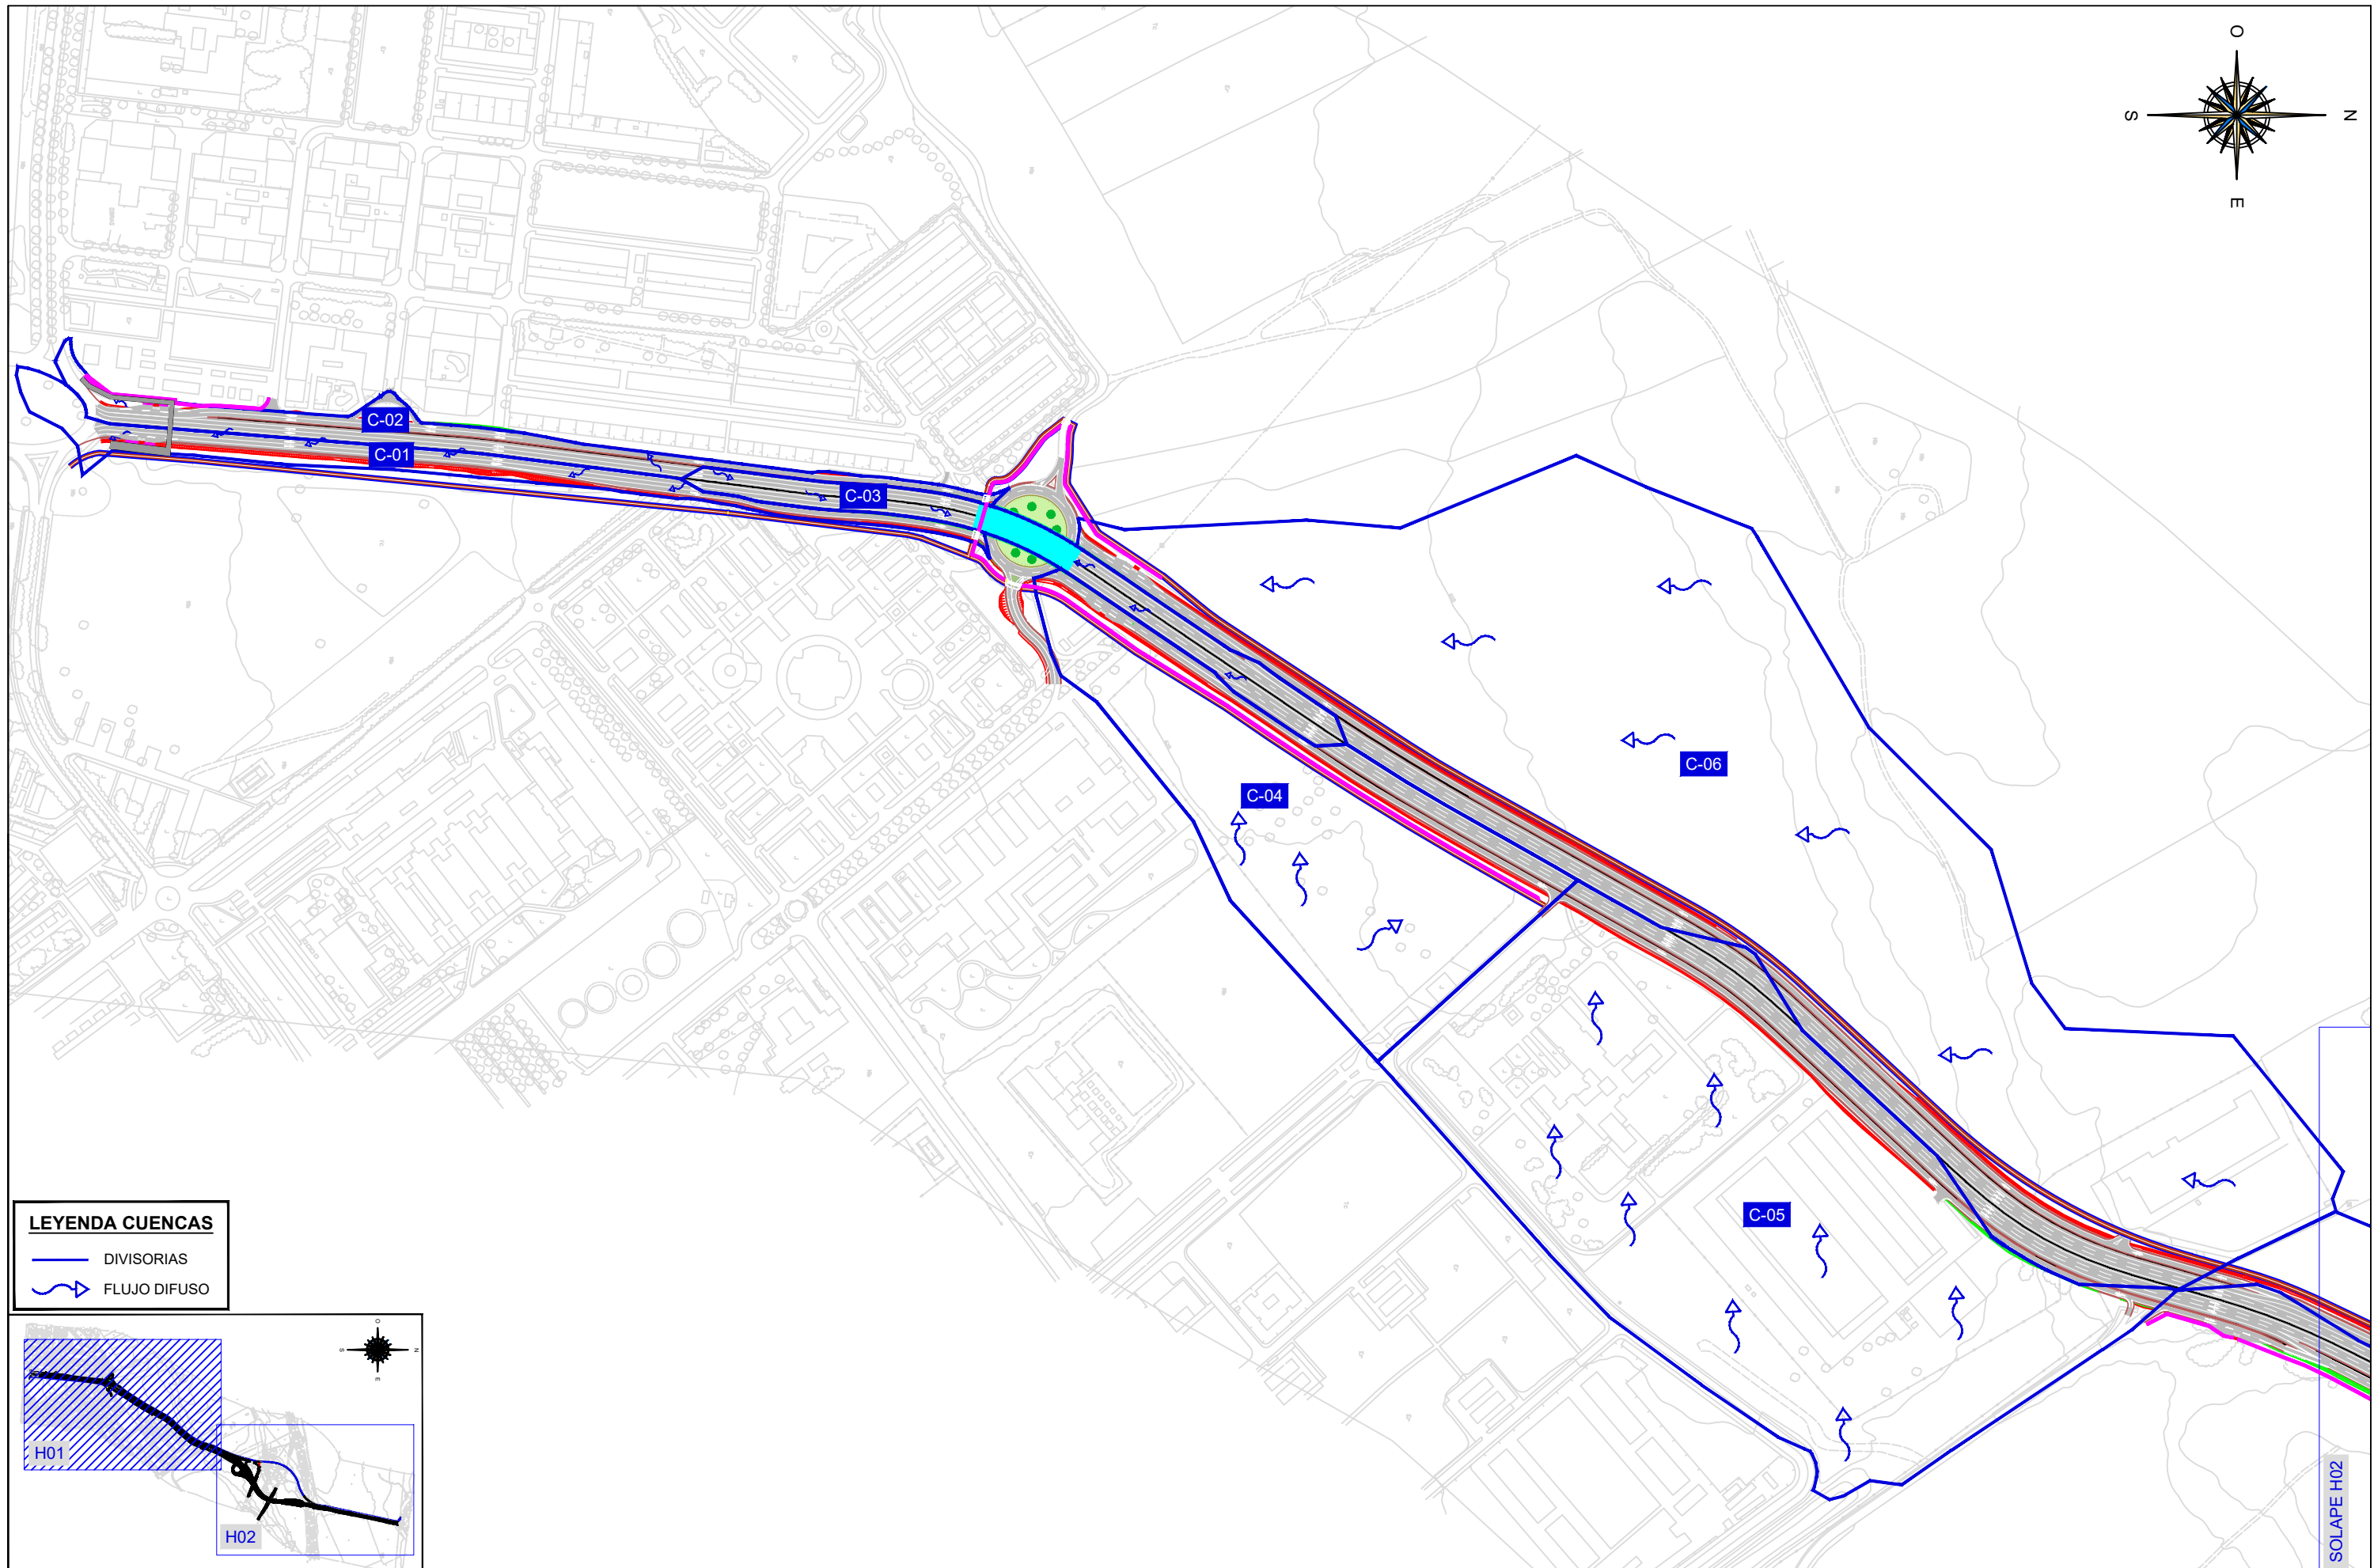 O
S
N
E
C-02
C-01
C-03
C-04
C-06
C-05
LEYENDA CUENCAS
DIVISORIAS
FLUJO DIFUSO
O
S
N
E
H01
H02
SOLAPE H02